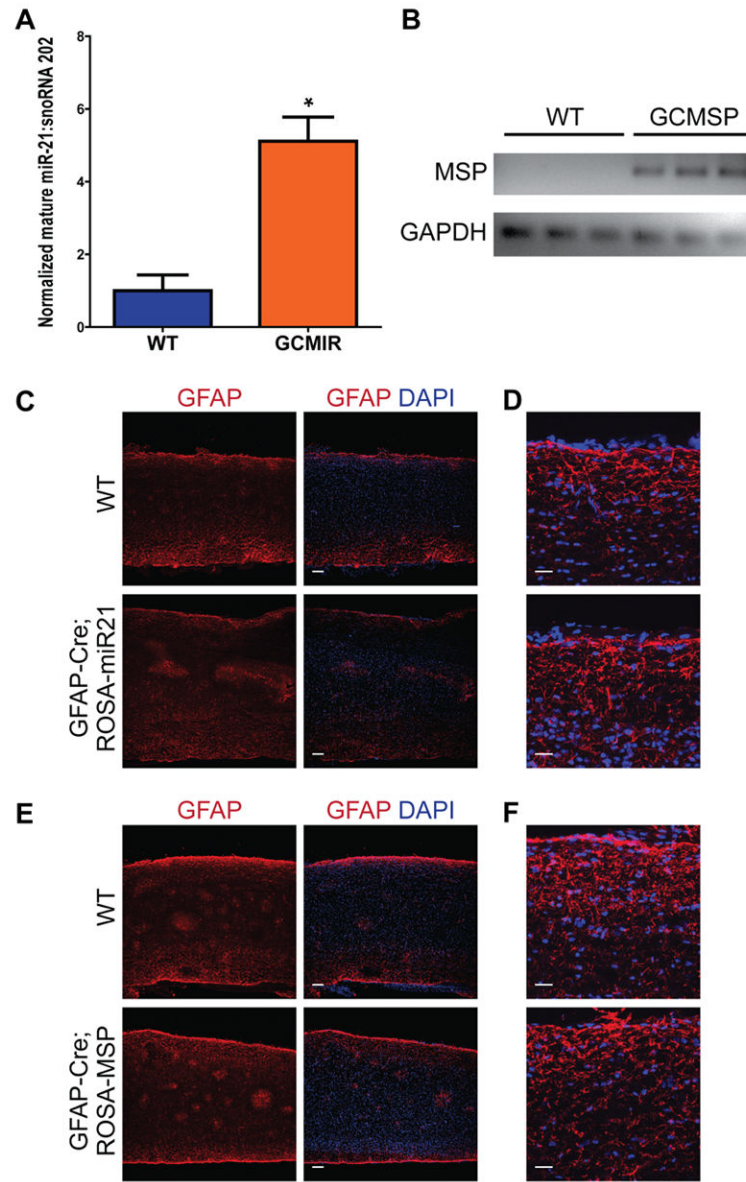 A
Normalized mature miR-21:snoRNA 202
8
6
4
2
0
*
WT
GCMIR
B
WT GCMSP
MSP
GAPDH
C
GFAP
GFAP DAPI
D
WT
GFAP-Cre;
ROSA-miR21
E
GFAP
GFAP DAPI
F
WT
GFAP-Cre;
ROSA-MSP